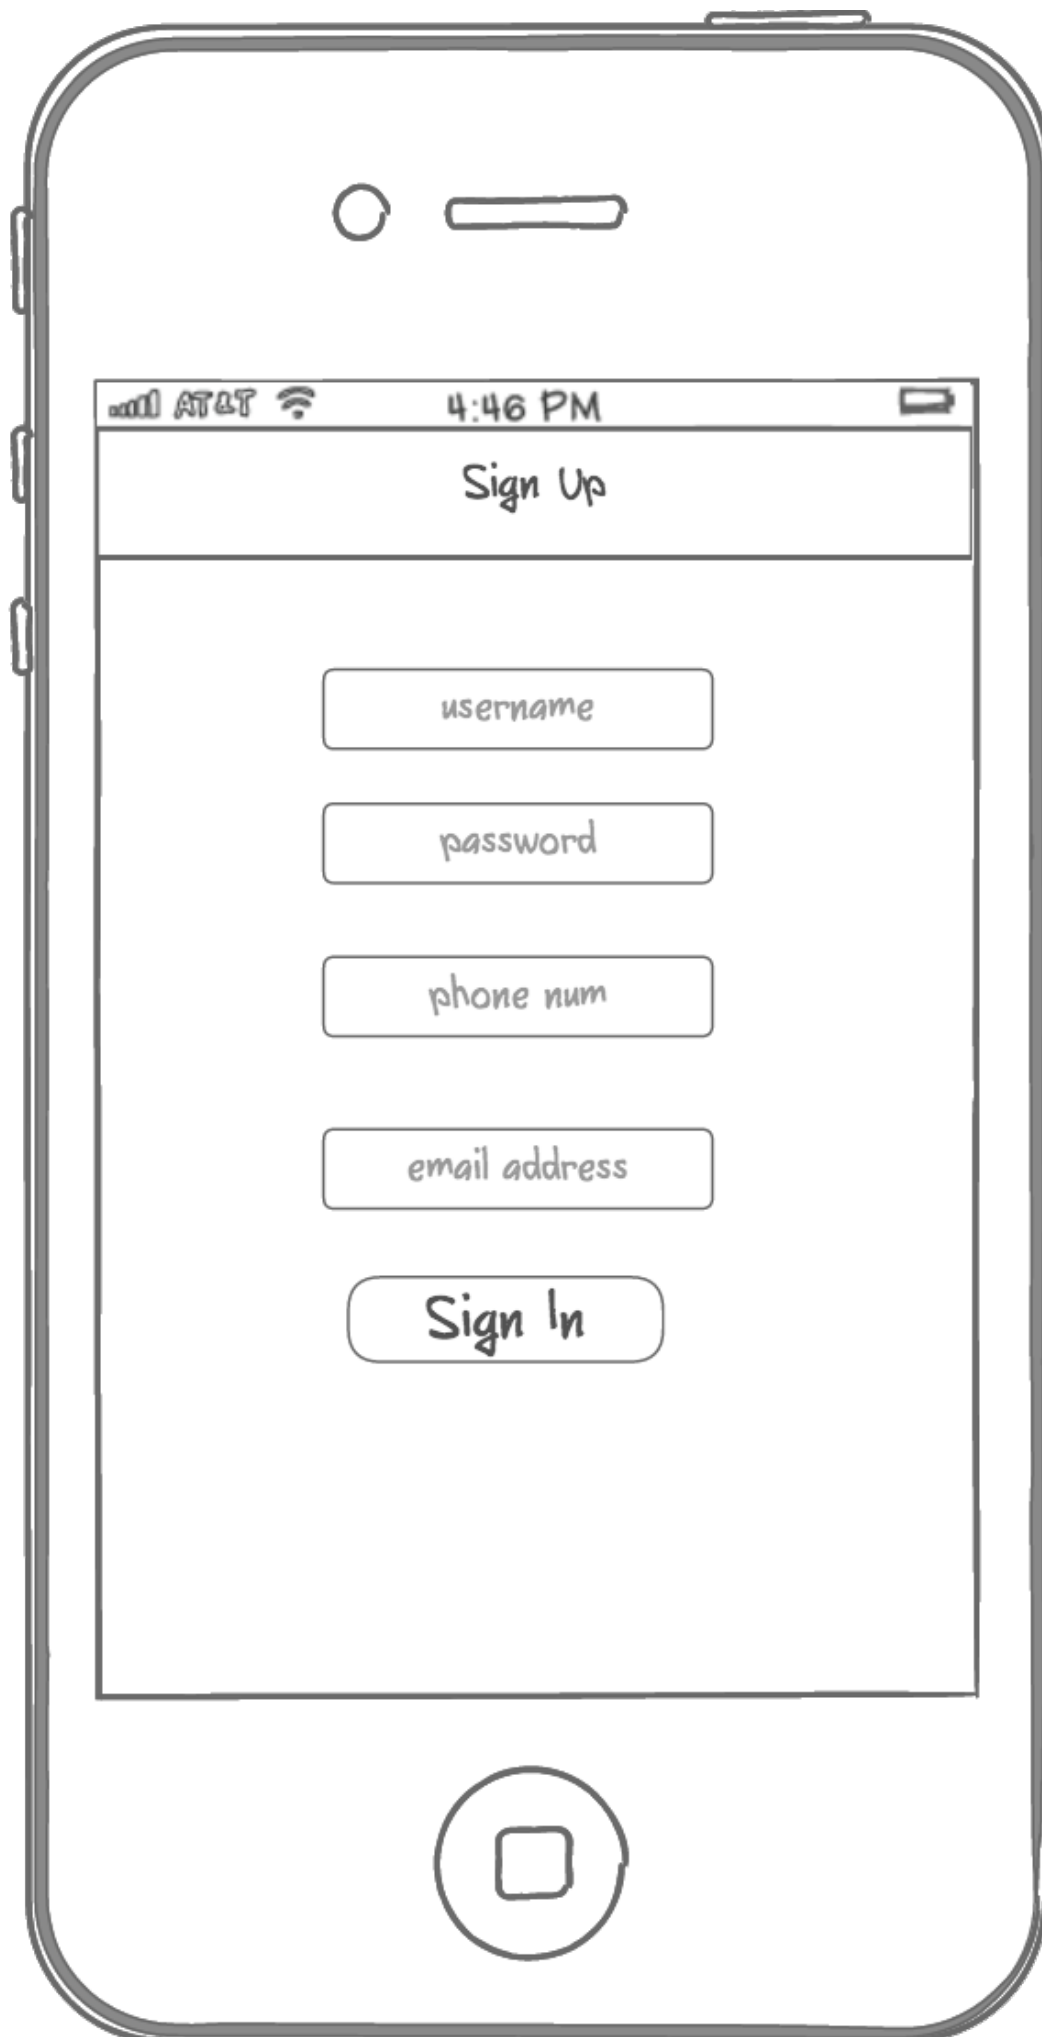 AT&T 4:46 PM
Sign Up
username
password
phone num
email address
Sign In